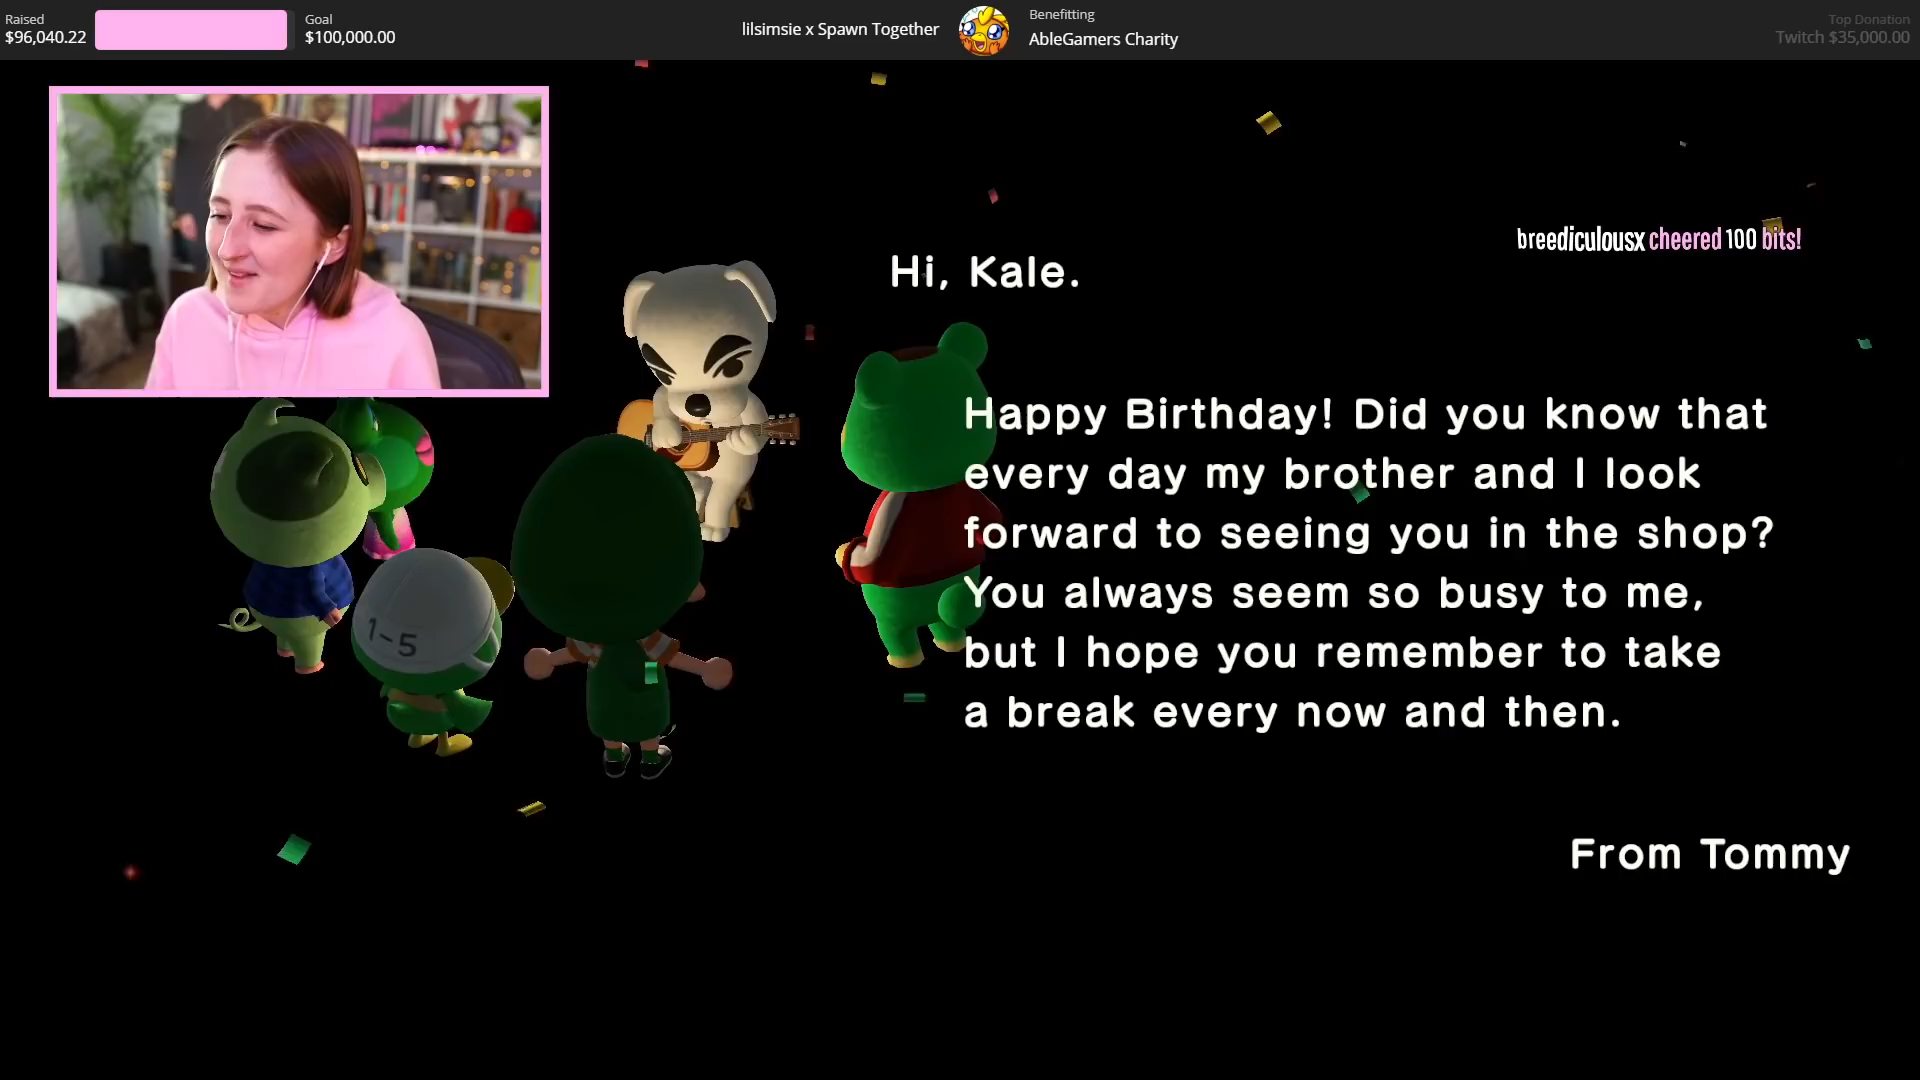 Raised
$96,040.22
Goal
$100,000.00
lilsimsie x Spawn Together
Benefitting
AbleGamers Charity
Top Donation
Twitch $35,000.00
breediculousx cheered 100 bits!
Hi, Kale.
Happy Birthday! Did you know that
every day my brother and I look
forward to seeing you in the shop?
You always seem so busy to me,
but I hope you remember to take
a break every now and then.
From Tommy
1-5